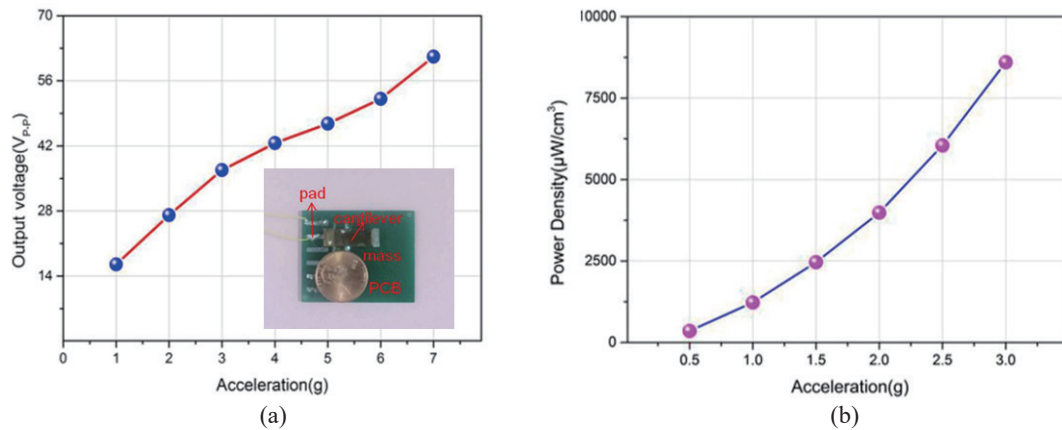 70
56
42
28
14
0
1
2
3
4
5
6
7
Output voltage(V_{P-P})
Acceleration(g)
pad
cantilever
mass
PCB
(a)
10000
7500
5000
2500
0
0.5
1.0
1.5
2.0
2.5
3.0
Power Density(μW/cm³)
Acceleration(g)
(b)